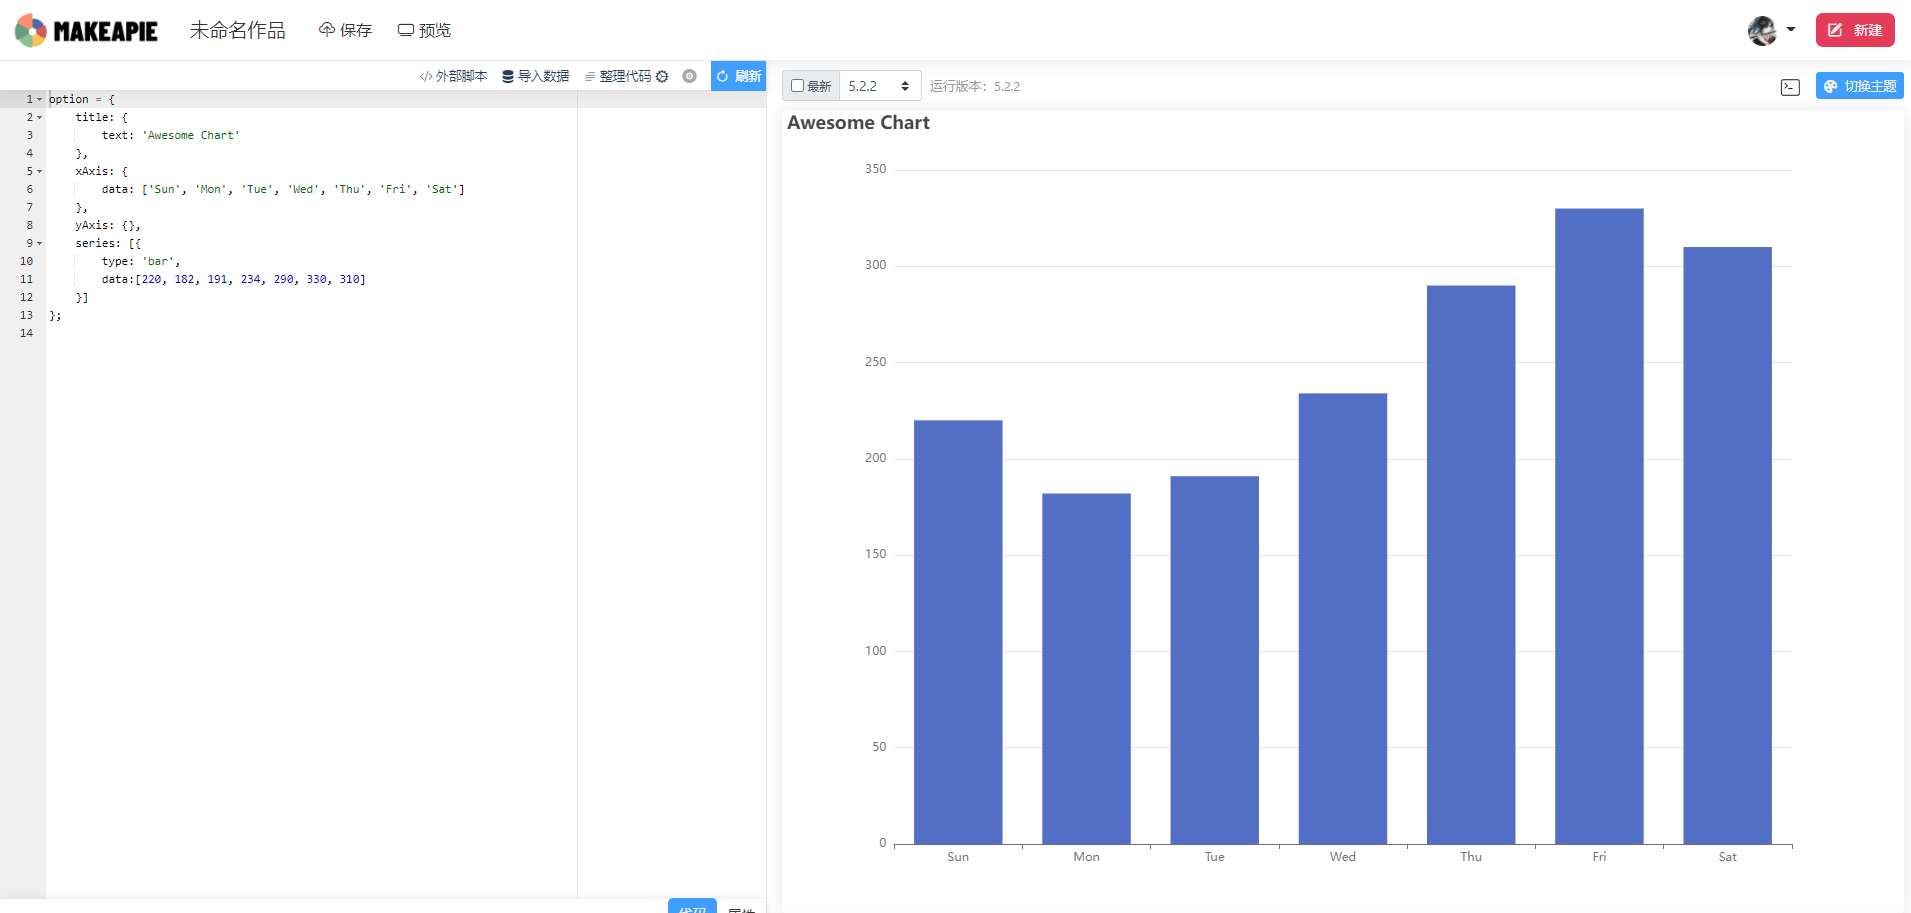 MAKEAPIE 未命名作品 保存 预览 新建
外部脚本 导入数据 整理代码 刷新
最新 5.2.2 运行版本: 5.2.2 切换主题
1 option = {
2 title: {
3 text: 'Awesome Chart'
4 },
5 xAxis: {
6 data: ['Sun', 'Mon', 'Tue', 'Wed', 'Thu', 'Fri', 'Sat']
7 },
8 yAxis: {},
9 series: [{
10 type: 'bar',
11 data:[220, 182, 191, 234, 290, 330, 310]
12 }]
13 };
14
代码 属性
Awesome Chart
350
300
250
200
150
100
50
0
Sun Mon Tue Wed Thu Fri Sat